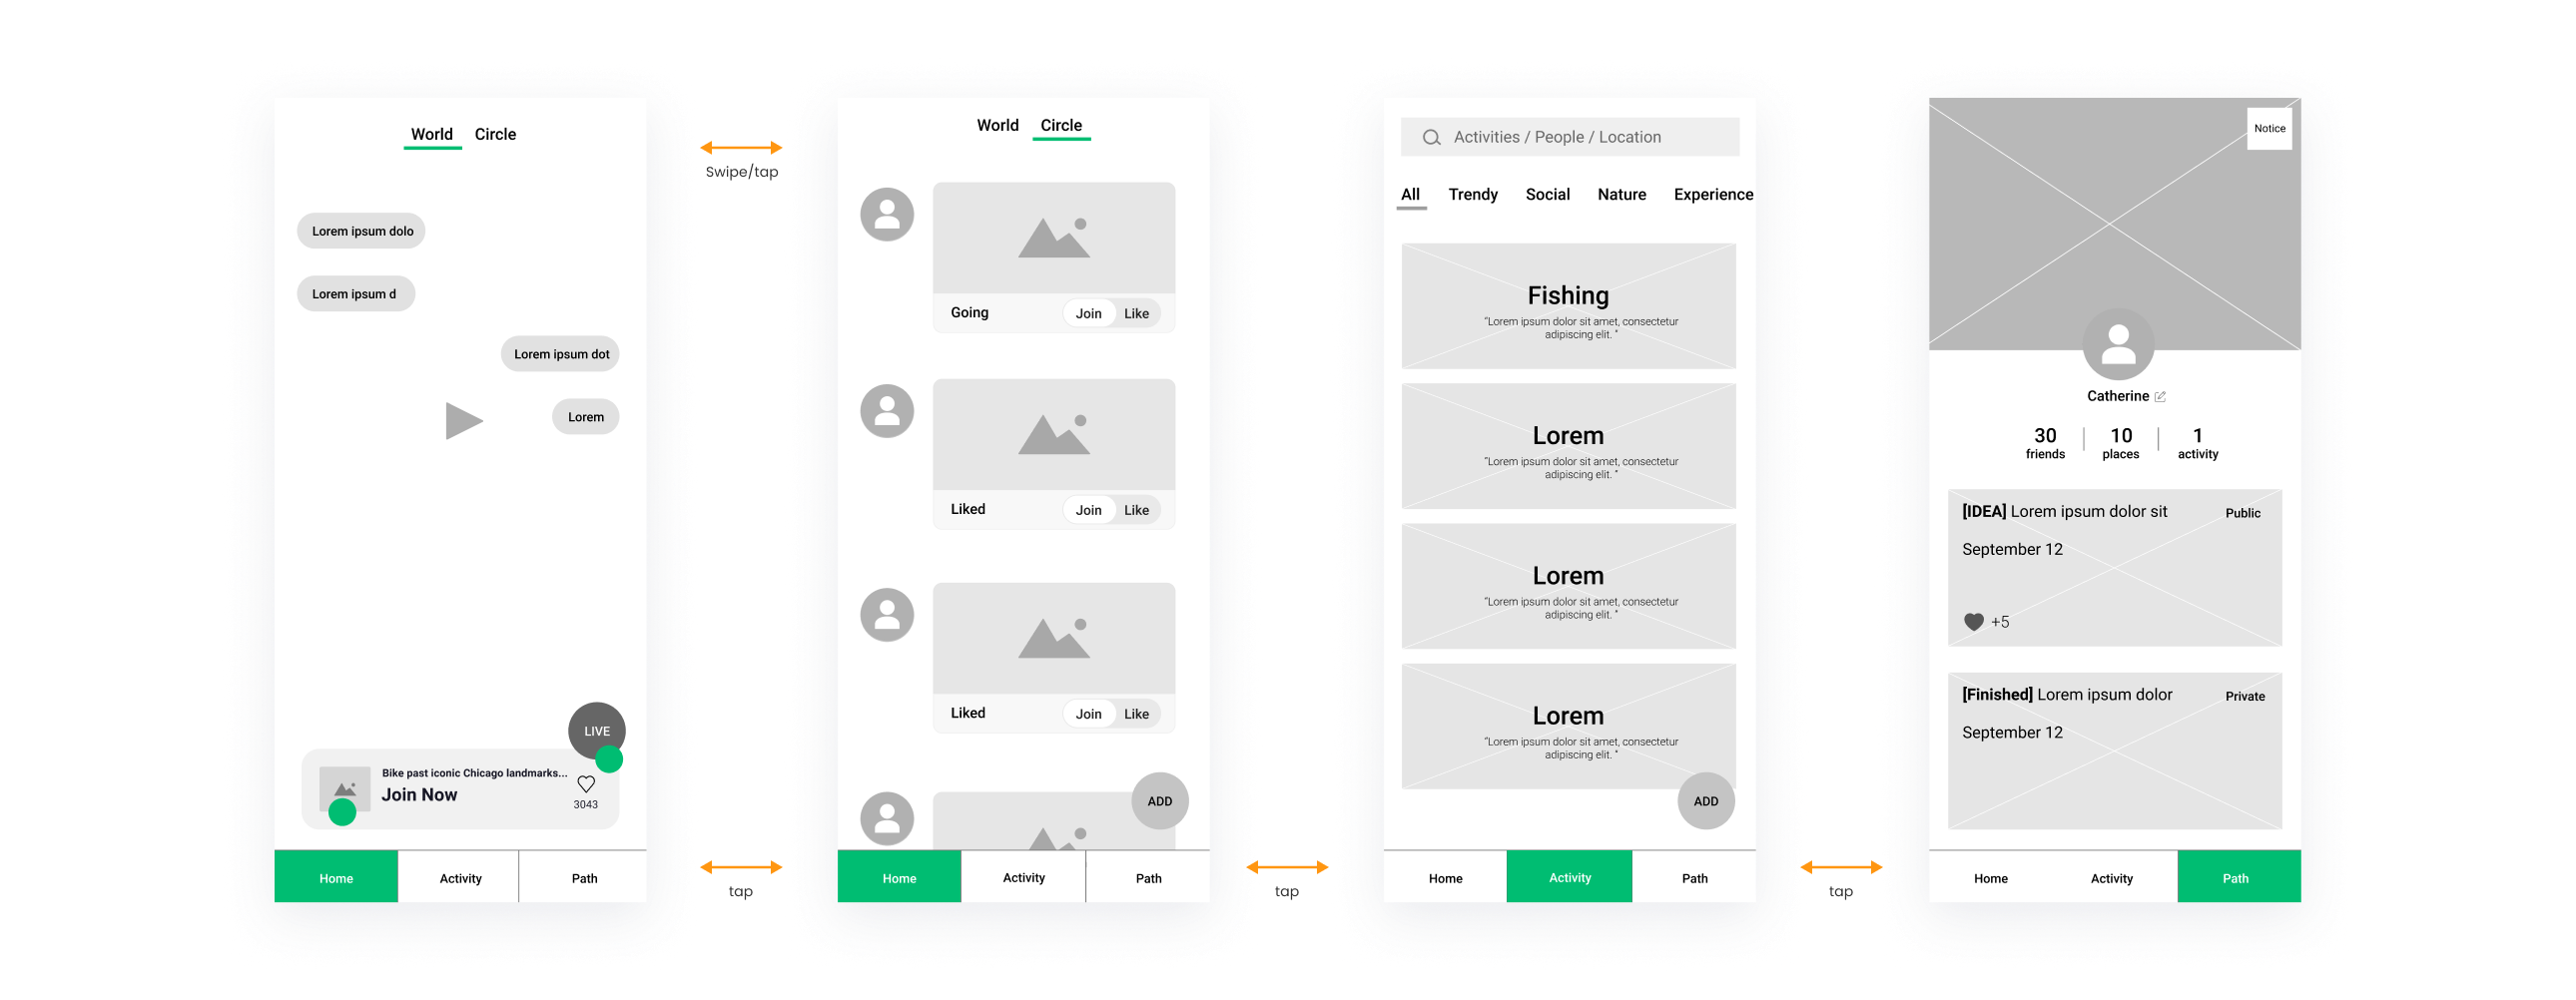 World Circle
Lorem ipsum dolo
Lorem ipsum d
Lorem ipsum dot
Lorem
LIVE
Bike past iconic Chicago landmarks...
Join Now
3043
Home Activity Path
Swipe/tap
tap
World Circle
Going Join Like
Liked Join Like
Liked Join Like
ADD
Home Activity Path
tap
Activities / People / Location
All Trendy Social Nature Experience
Fishing
"Lorem ipsum dolor sit amet, consectetur
adipiscing elit. "
Lorem
"Lorem ipsum dolor sit amet, consectetur
adipiscing elit. "
Lorem
"Lorem ipsum dolor sit amet, consectetur
adipiscing elit. "
Lorem
"Lorem ipsum dolor sit amet, consectetur
adipiscing elit. "
ADD
Home Activity Path
tap
Notice
Catherine
30 10 1
friends places activity
[IDEA] Lorem ipsum dolor sit Public
September 12
+5
[Finished] Lorem ipsum dolor Private
September 12
Home Activity Path